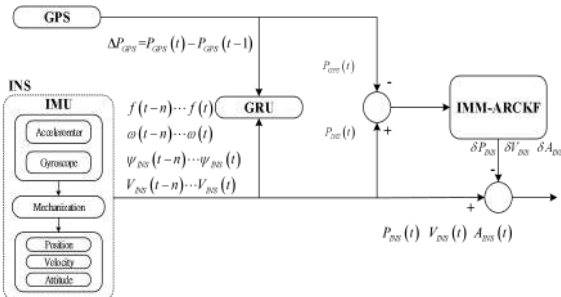 GPS
ΔP_GPS=P_GPS(t)−P_GPS(t−1)
P_GPS(t)
-
INS
IMU
Accelerometer
Gyroscope
Mechanization
Position
Velocity
Attitude
f(t−n)⋯f(t)
ω(t−n)⋯ω(t)
ψ_INS(t−n)⋯ψ_INS(t)
V_INS(t−n)⋯V_INS(t)
GRU
P_INS(t)
+
IMM-ARCKF
δP_INS δV_INS δA_INS
-
+
P_INS(t) V_INS(t) A_INS(t)